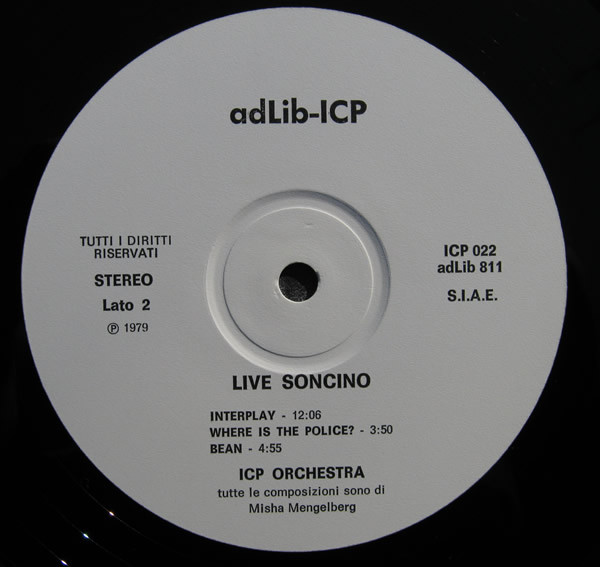 adLib-ICP
TUTTI I DIRITTI
RISERVATI
STEREO
Lato 2
℗ 1979
ICP 022
adLib 811
S.I.A.E.
LIVE SONCINO
INTERPLAY - 12:06
WHERE IS THE POLICE? - 3:50
BEAN - 4:55
ICP ORCHESTRA
tutte le composizioni sono di
Misha Mengelberg